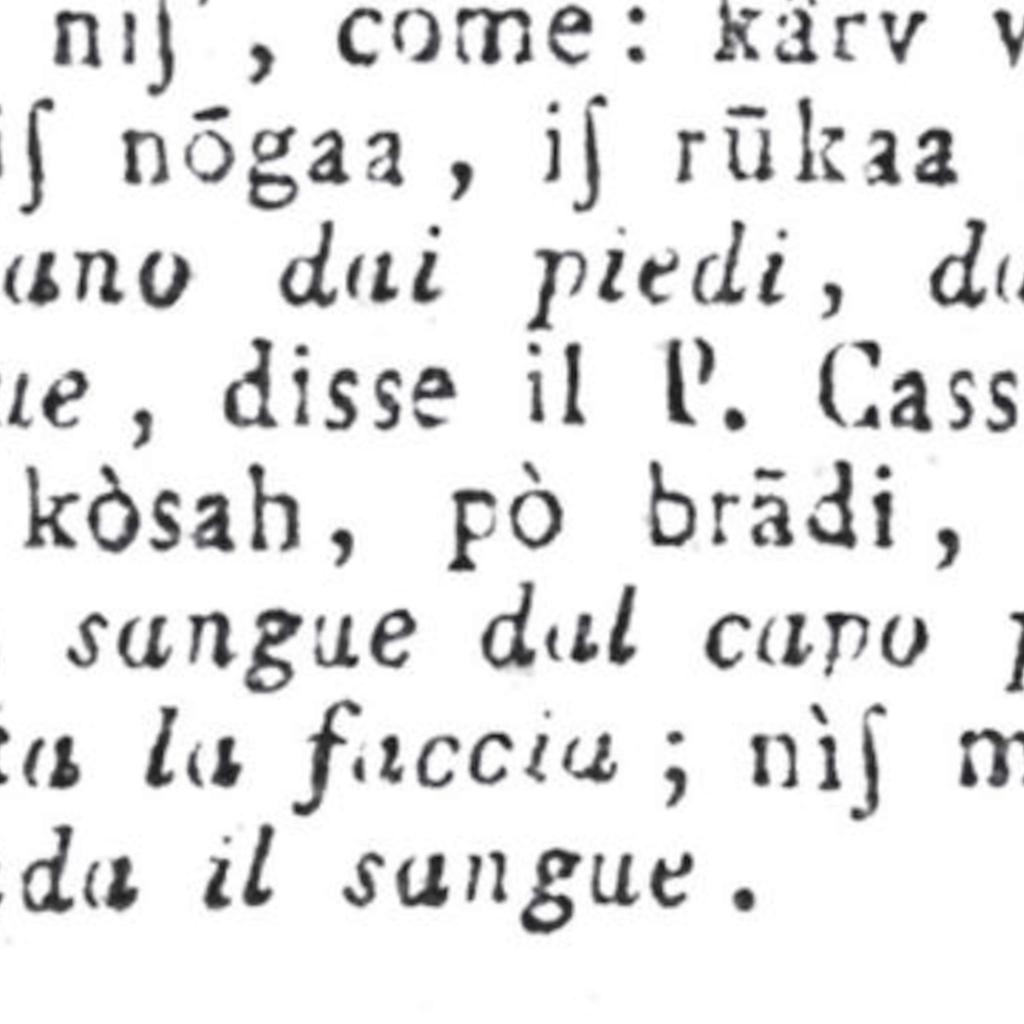 niʃ , come: kārv
iʃ nōgaa , iʃ rūkaa
ano dai piedi , da
ue , disse il P. Cass
kòsah, pò brādi ,
sangue dal capo p
ta la faccia ; nìʃ m
da il sangue .